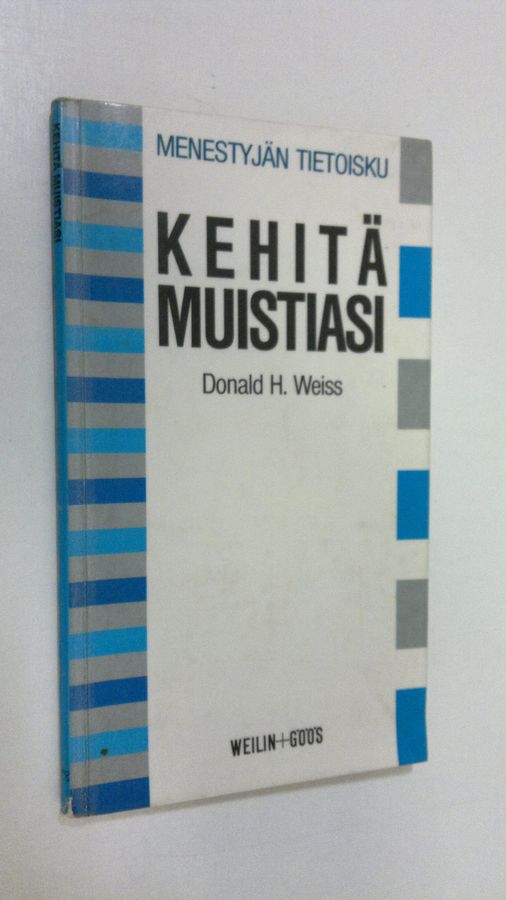 MENESTYJÄN TIETOISKU
KEHITÄ
MUISTIASI
Donald H. Weiss
WEILIN+GÖÖS
KEHITÄ MUISTIASI